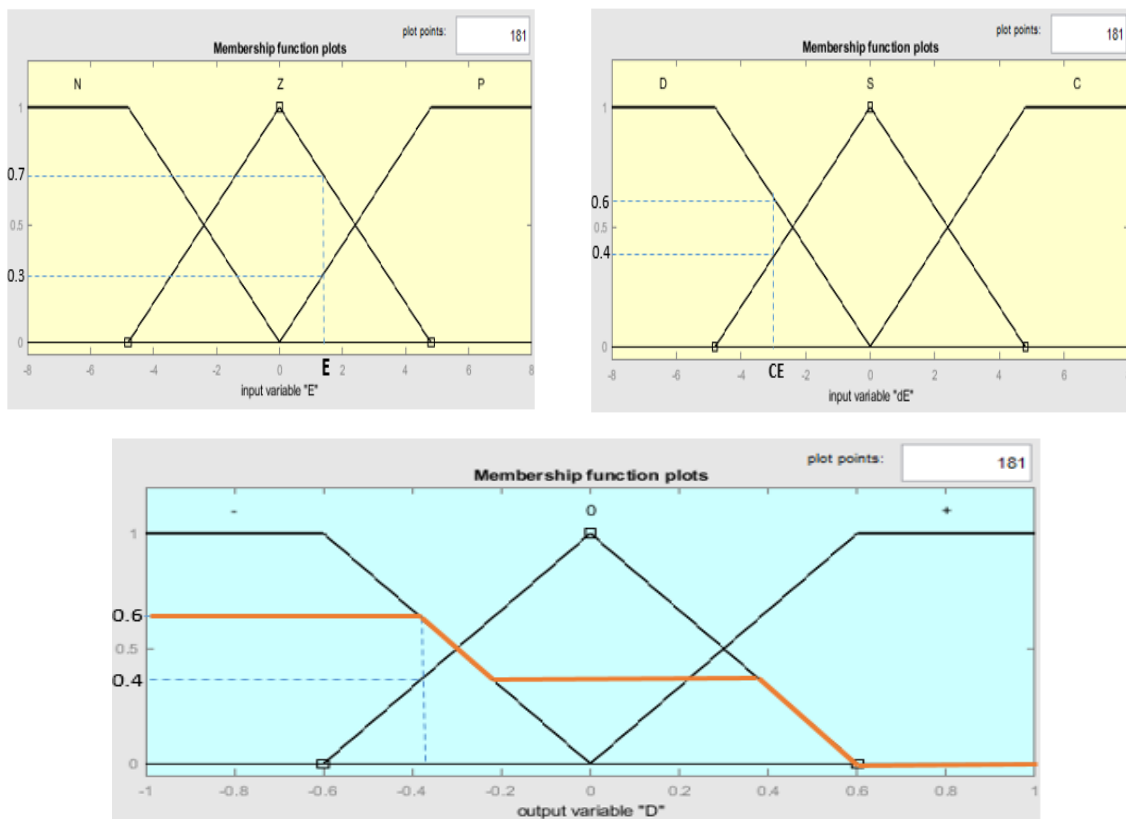 plot points: 181
Membership function plots
N Z P
1
0.7
0.5
0.3
0
-8 -6 -4 -2 0 2 4 6 8
E
input variable "E"
plot points: 181
Membership function plots
D S C
1
0.6
0.5
0.4
0
-8 -6 -4 -2 0 2 4 6 8
CE
input variable "dE"
plot points: 181
Membership function plots
- 0 +
1
0.6
0.5
0.4
0
-1 -0.8 -0.6 -0.4 -0.2 0 0.2 0.4 0.6 0.8 1
output variable "D"